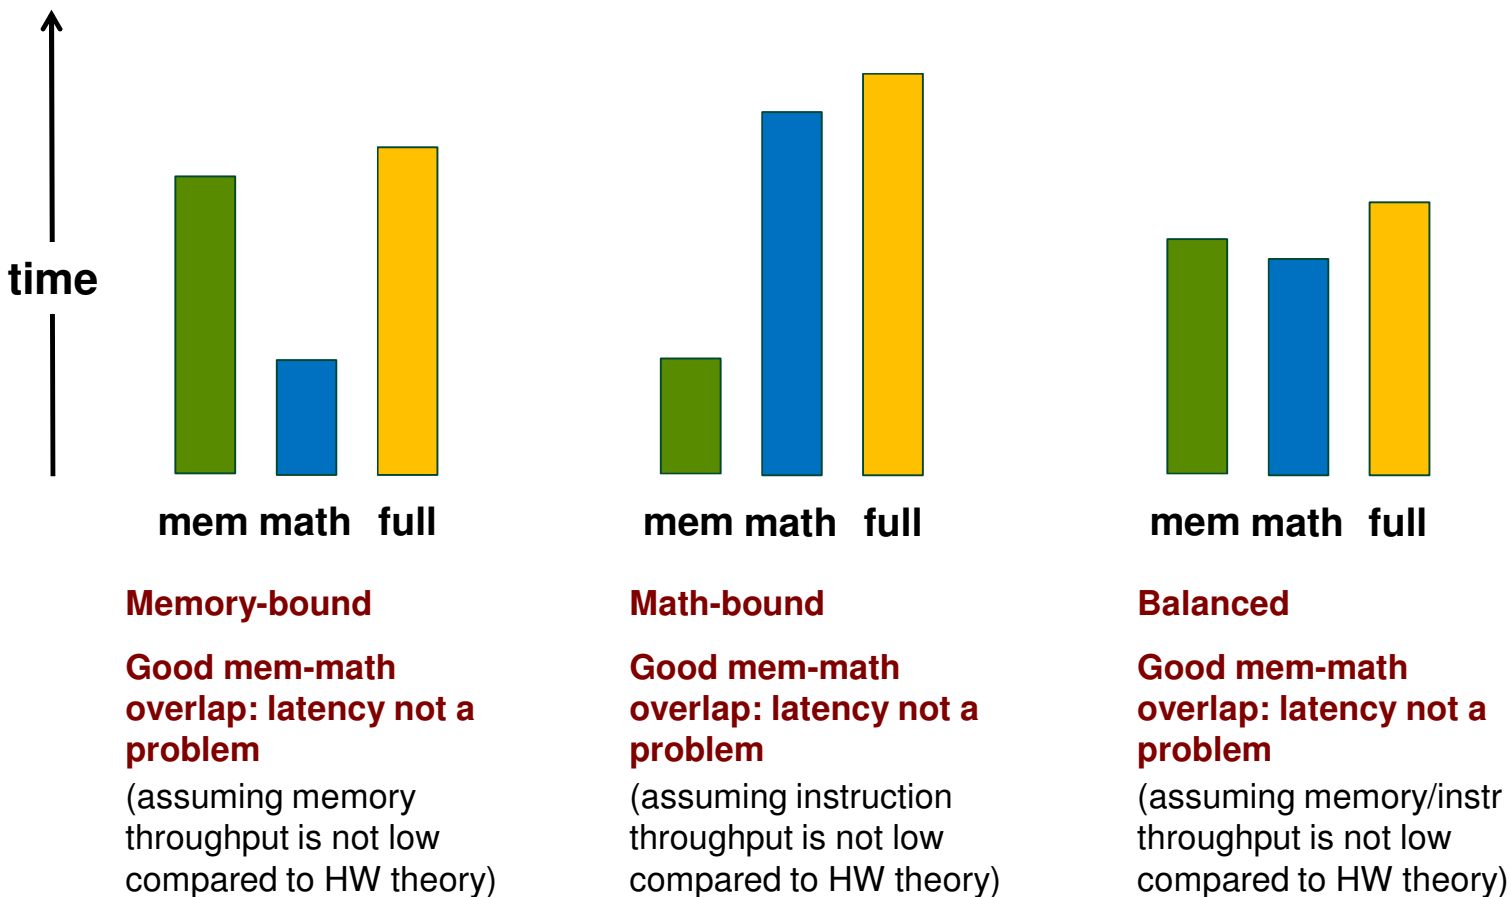 time
mem math full
mem math full
mem math full
Memory-bound
Good mem-math
overlap: latency not a
problem
(assuming memory
throughput is not low
compared to HW theory)
Math-bound
Good mem-math
overlap: latency not a
problem
(assuming instruction
throughput is not low
compared to HW theory)
Balanced
Good mem-math
overlap: latency not a
problem
(assuming memory/instr
throughput is not low
compared to HW theory)